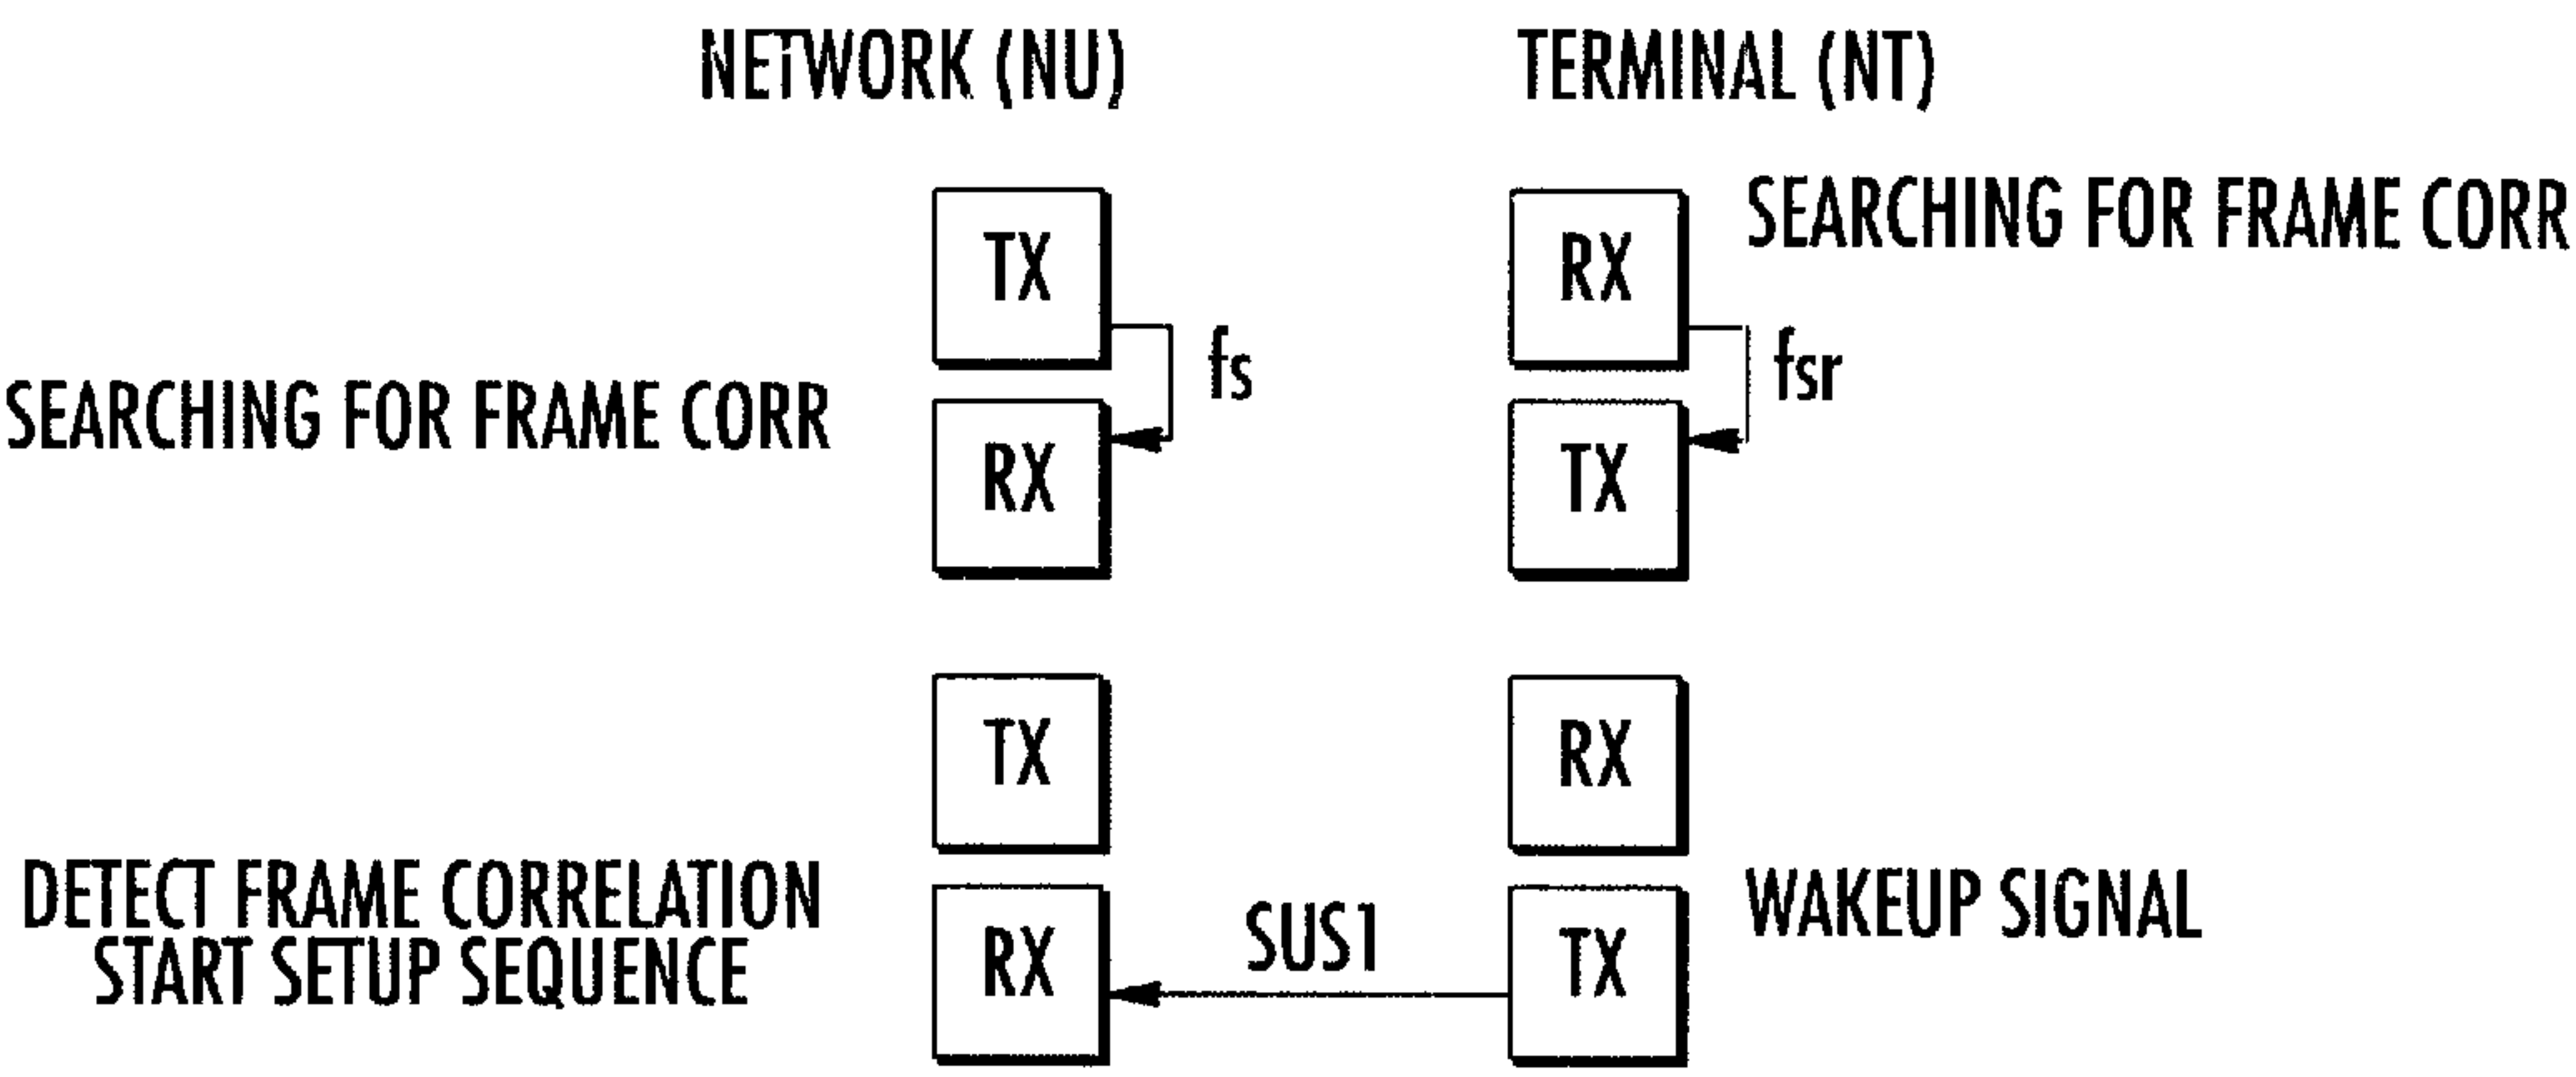 NETWORK (NU) TERMINAL (NT)
TX RX SEARCHING FOR FRAME CORR
fs fsr
SEARCHING FOR FRAME CORR
RX TX
TX RX
DETECT FRAME CORRELATION
START SETUP SEQUENCE
RX SUS1 TX WAKEUP SIGNAL